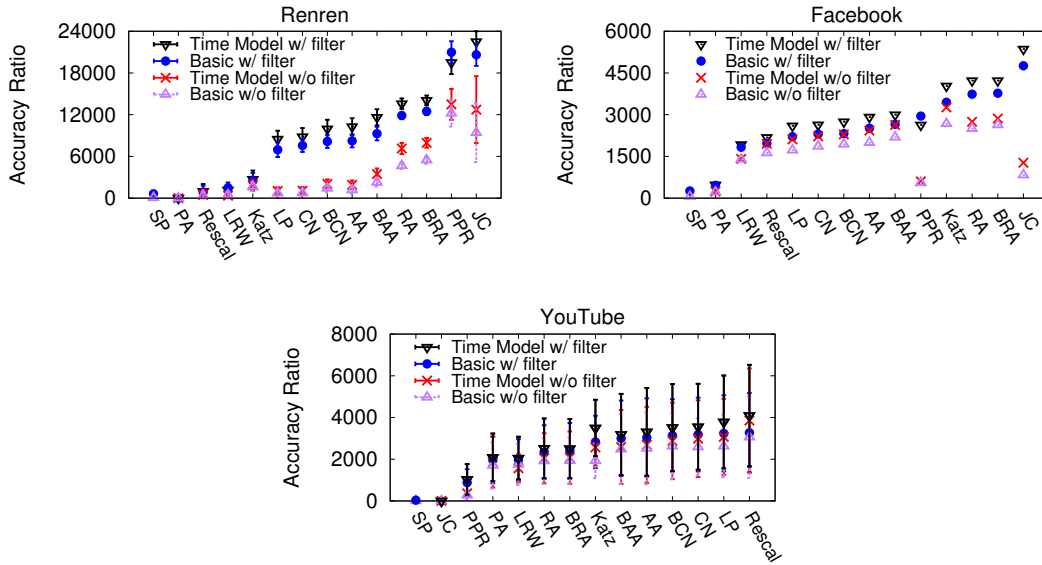 Renren
Accuracy Ratio
24000
18000
12000
6000
0
Time Model w/ filter
Basic w/ filter
Time Model w/o filter
Basic w/o filter
SP PA Rescal LRW Katz LP CN BCN AA BAA RA BRA PPR JC
Facebook
Accuracy Ratio
6000
4500
3000
1500
0
Time Model w/ filter
Basic w/ filter
Time Model w/o filter
Basic w/o filter
SP PA LRW Rescal LP CN BCN AA BAA PPR Katz RA BRA JC
YouTube
Accuracy Ratio
8000
6000
4000
2000
0
Time Model w/ filter
Basic w/ filter
Time Model w/o filter
Basic w/o filter
SP JC PPR PA LRW RA BRA Katz BAA AA BCN CN LP Rescal